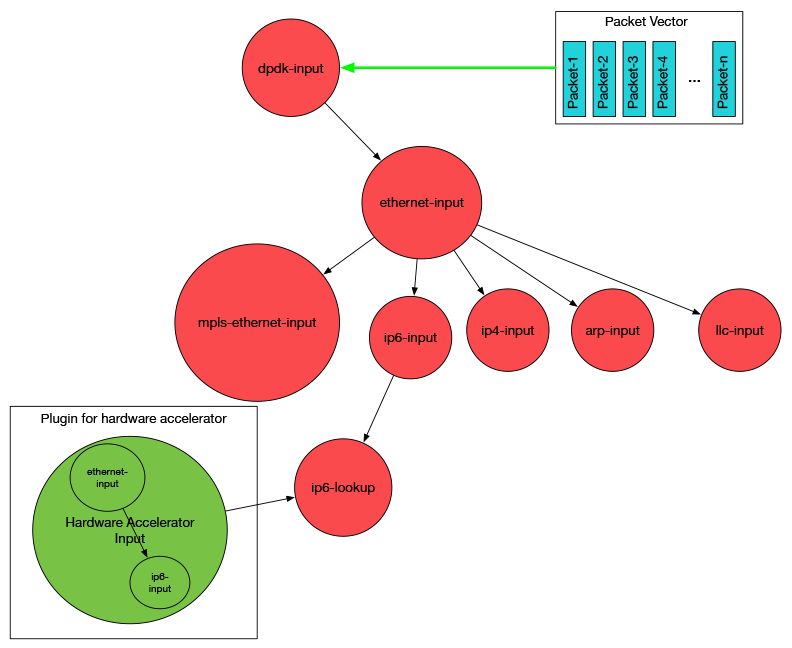 Packet Vector
Packet-1
Packet-2
Packet-3
Packet-4
...
Packet-n
dpdk-input
ethernet-input
mpls-ethernet-input
ip6-input
ip4-input
arp-input
llc-input
Plugin for hardware accelerator
ethernet-
input
Hardware Accelerator
Input
ip6-
input
ip6-lookup